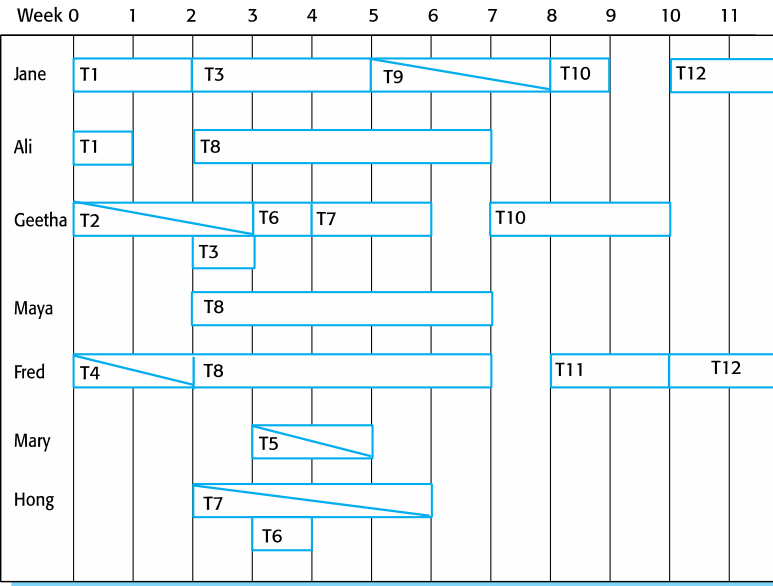 Week 0 1 2 3 4 5 6 7 8 9 10 11
Jane T1 T3 T9 T10 T12
Ali T1 T8
Geetha T2 T6 T7 T10
T3
Maya T8
Fred T4 T8 T11 T12
Mary T5
Hong T7
T6